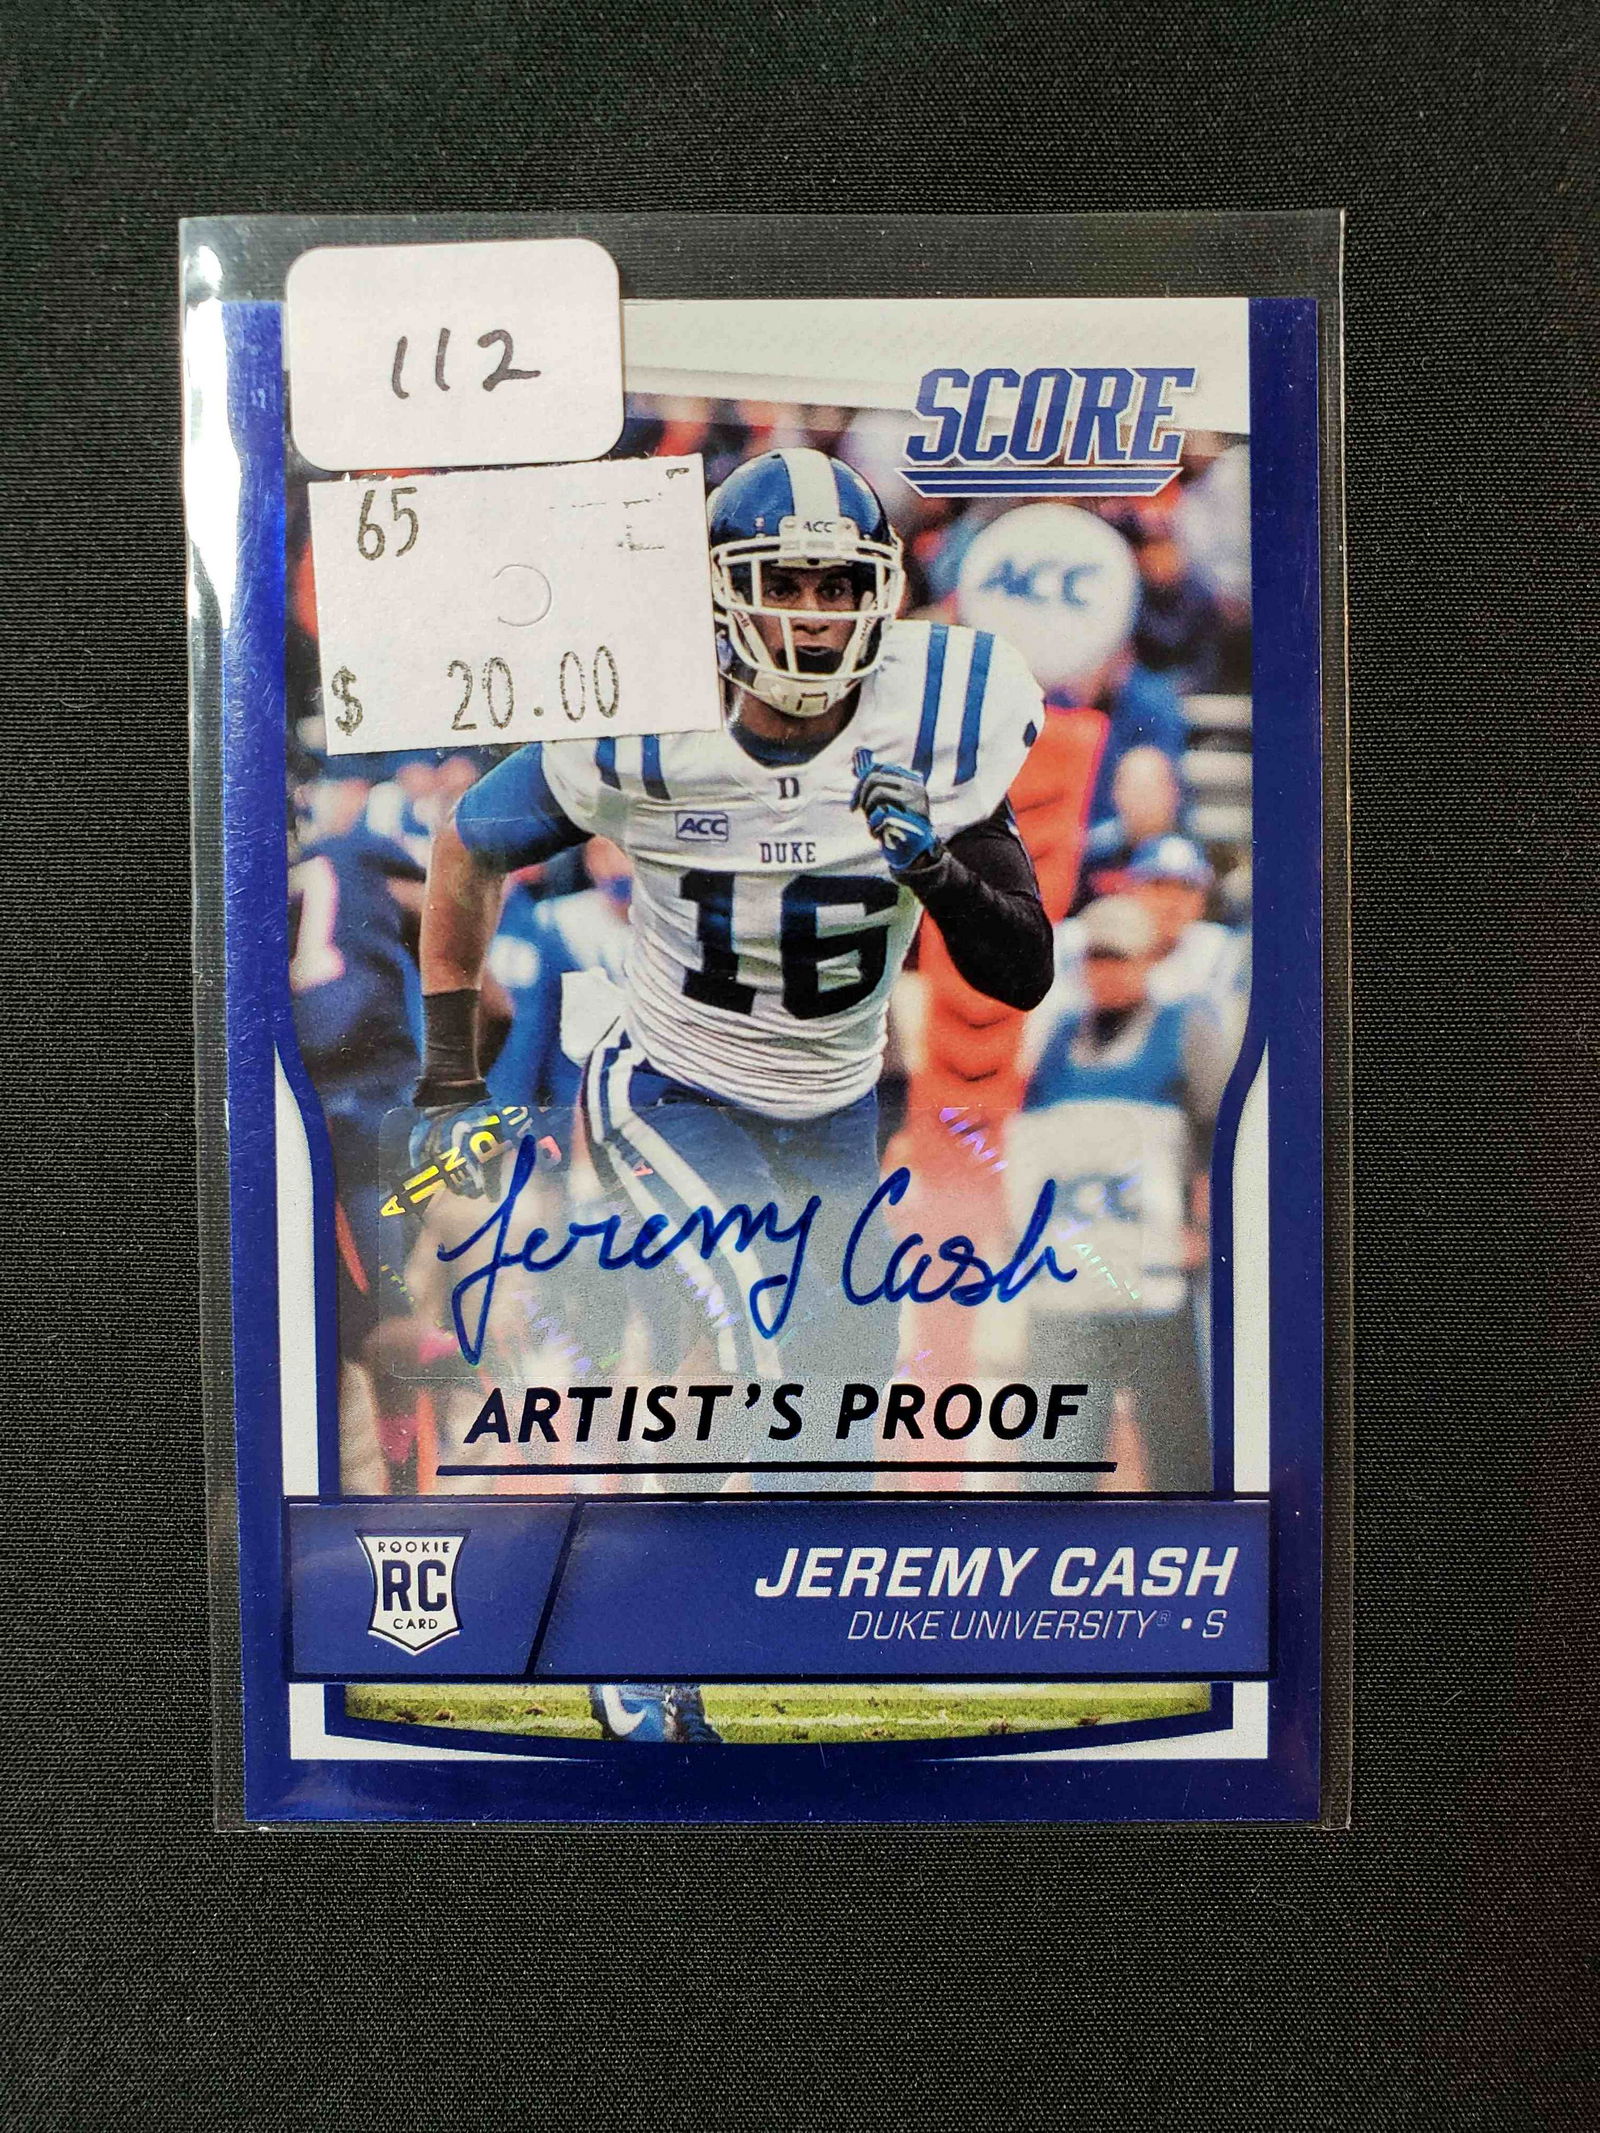 112
65
$ 20.00
SCORE
ACC
ACC
D
ACC
DUKE
16
Jeremy Cash
ARTIST'S PROOF
ROOKIE
RC
CARD
JEREMY CASH
DUKE UNIVERSITY® • S